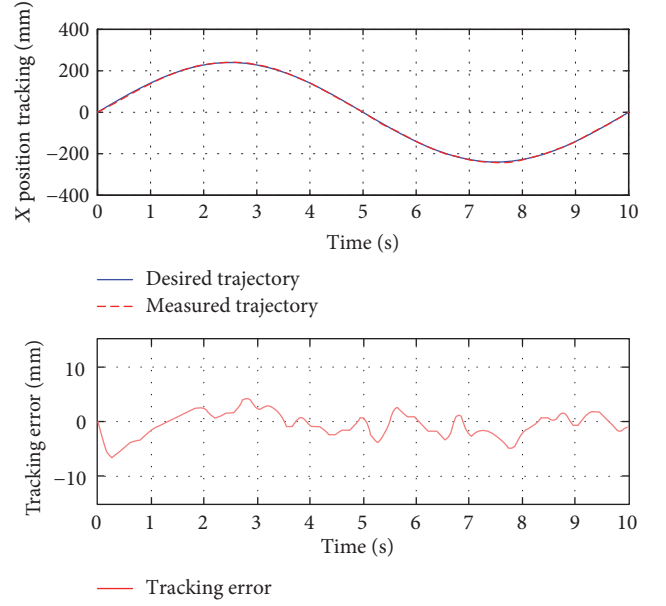 X position tracking (mm)
400
200
0
−200
−400
0 1 2 3 4 5 6 7 8 9 10
Time (s)
Desired trajectory
Measured trajectory
Tracking error (mm)
10
0
−10
0 1 2 3 4 5 6 7 8 9 10
Time (s)
Tracking error